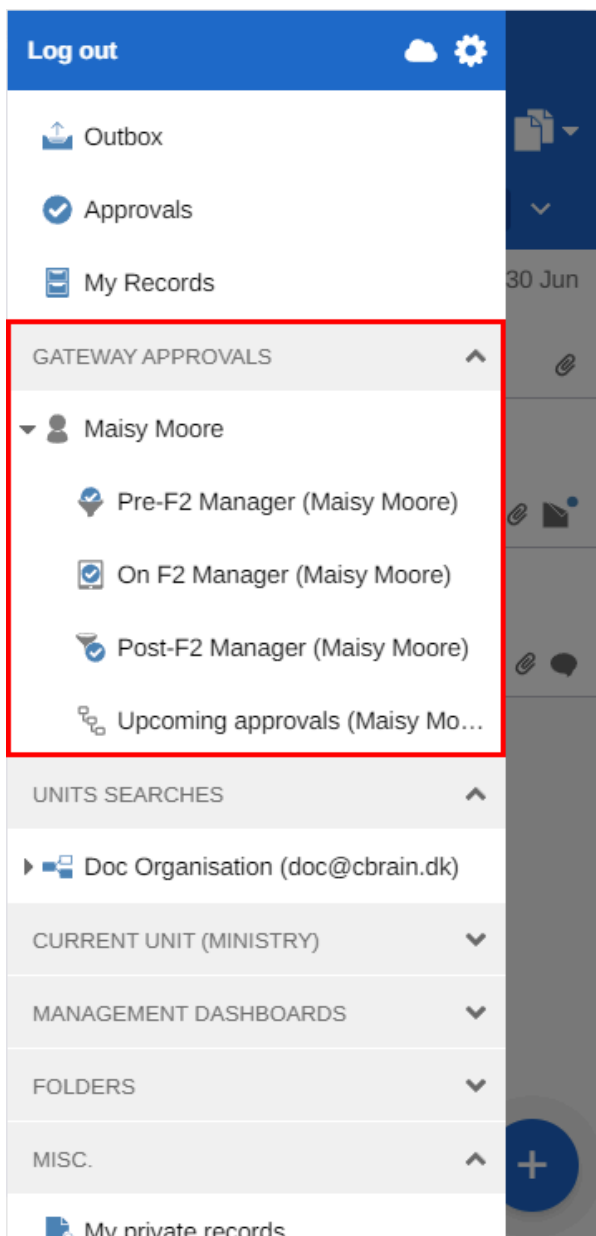 Log out
Outbox
Approvals
My Records
30 Jun
GATEWAY APPROVALS
Maisy Moore
Pre-F2 Manager (Maisy Moore)
On F2 Manager (Maisy Moore)
Post-F2 Manager (Maisy Moore)
Upcoming approvals (Maisy Mo...
UNITS SEARCHES
Doc Organisation (doc@cbrain.dk)
CURRENT UNIT (MINISTRY)
MANAGEMENT DASHBOARDS
FOLDERS
MISC.
My private records